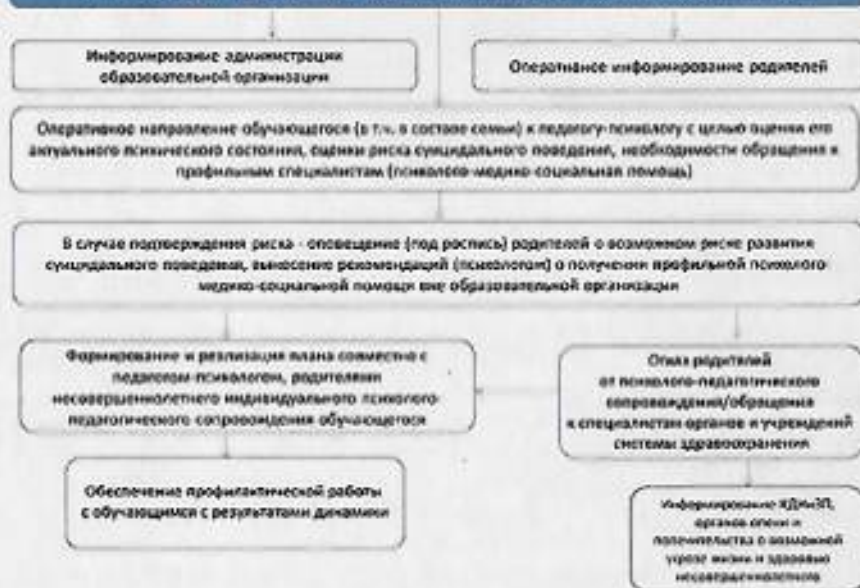 Информирование администрации
образовательной организации
Оперативное информирование родителей
Оперативное направление обучающегося (в т.ч. в составе семьи) к педагогу-психологу с целью оценки его
актуального психического состояния, оценки риска суицидального поведения, необходимости обращения к
профильным специалистам (психолого-медико-социальная помощь)
В случае подтверждения риска - оповещение (под роспись) родителей о возможном риске развития
суицидального поведения, вынесение рекомендаций (психологом) о получении профильной психолого-
медико-социальной помощи вне образовательной организации
Формирование и реализация плана совместно с
педагогом-психологом, родителями
несовершеннолетнего индивидуального психолого-
педагогического сопровождения обучающегося
Отказ родителей
от психолого-педагогического
сопровождения/обращения
к специалистам органов и учреждений
системы здравоохранения
Обеспечение профилактической работы
с обучающимся с результатами динамики
Информирование КДНиЗП,
органов опеки и
попечительства о возможной
угрозе жизни и здоровью
несовершеннолетнего